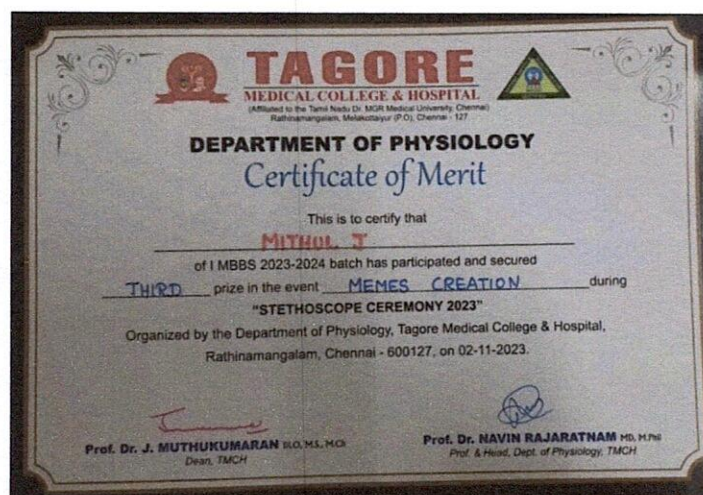 TAGORE
MEDICAL COLLEGE & HOSPITAL
(Affiliated to the Tamil Nadu Dr. MGR Medical University, Chennai)
Rathinamangalam, Melakottaiyur (P.O), Chennai - 127
DEPARTMENT OF PHYSIOLOGY
Certificate of Merit
This is to certify that
MITHUL J
of I MBBS 2023-2024 batch has participated and secured
THIRD prize in the event MEMES CREATION during
"STETHOSCOPE CEREMONY 2023"
Organized by the Department of Physiology, Tagore Medical College & Hospital,
Rathinamangalam, Chennai - 600127, on 02-11-2023.
Prof. Dr. J. MUTHUKUMARAN DLO, M.S., M.Ch
Dean, TMCH
Prof. Dr. NAVIN RAJARATNAM MD, M.Phil
Prof. & Head, Dept. of Physiology, TMCH